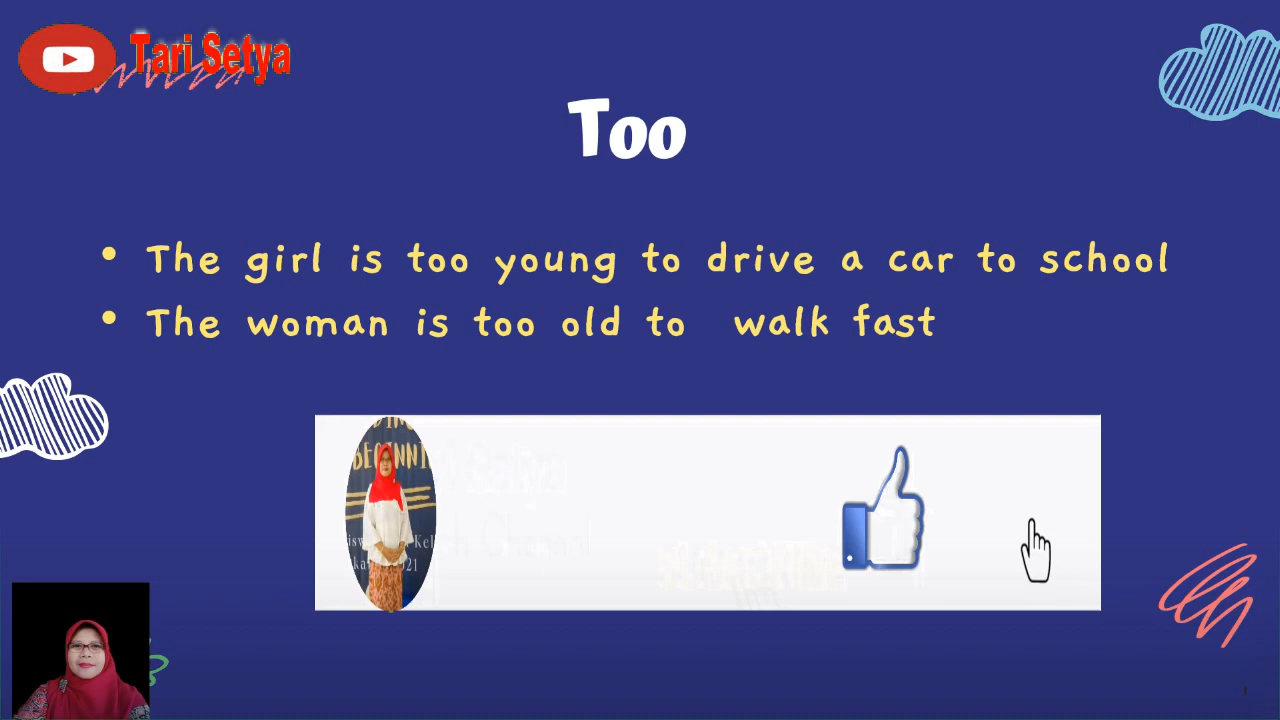 Tari Setya
Too
• The girl is too young to drive a car to school
• The woman is too old to walk fast
BEGINNI